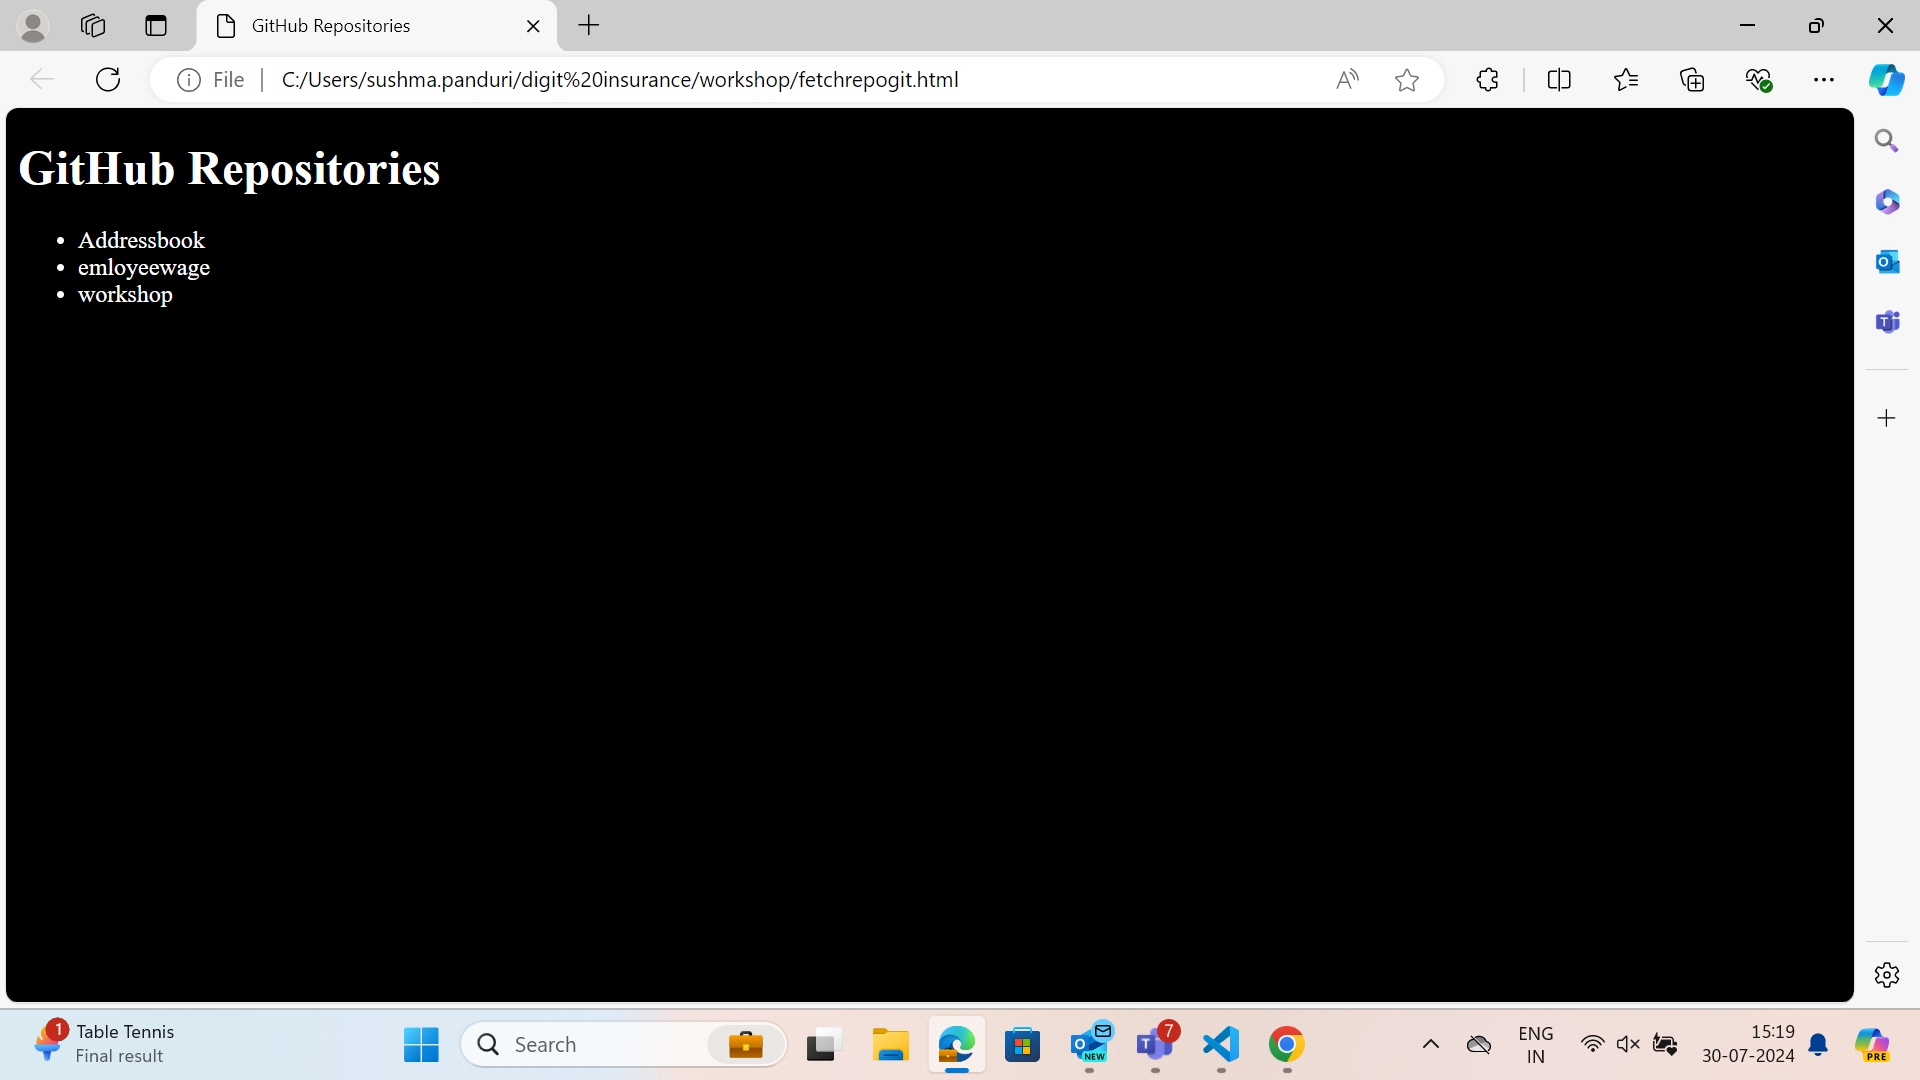 GitHub Repositories
File
C:/Users/sushma.panduri/digit%20insurance/workshop/fetchrepogit.html
GitHub Repositories
Addressbook
emloyeewage
workshop
1
Table Tennis
Final result
Search
NEW
7
ENG
IN
15:19
30-07-2024
PRE